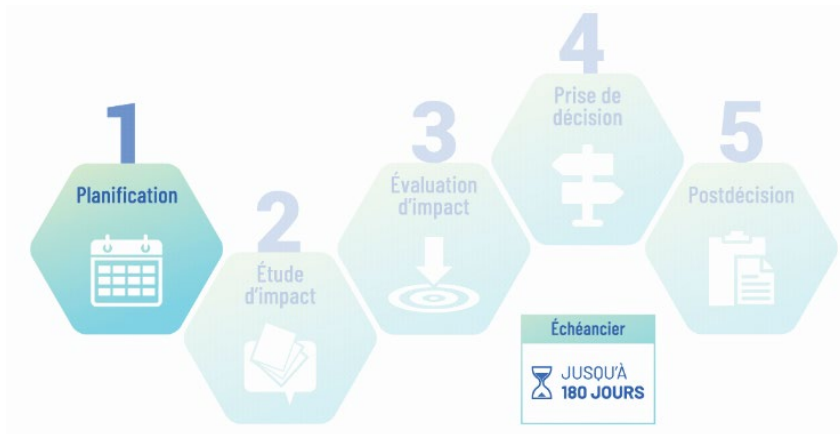 1
Planification
2
Étude
d'impact
3
Évaluation
d'impact
4
Prise de
décision
5
Postdécision
Échéancier
JUSQU'À
180 JOURS